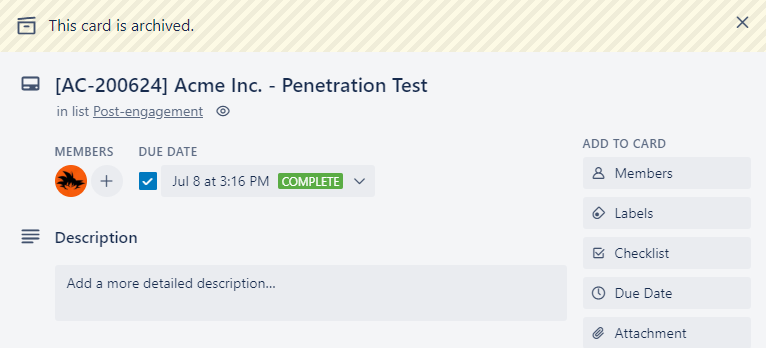 This card is archived.
[AC-200624] Acme Inc. - Penetration Test
in list Post-engagement
MEMBERS
DUE DATE
Jul 8 at 3:16 PM COMPLETE
Description
Add a more detailed description...
ADD TO CARD
Members
Labels
Checklist
Due Date
Attachment